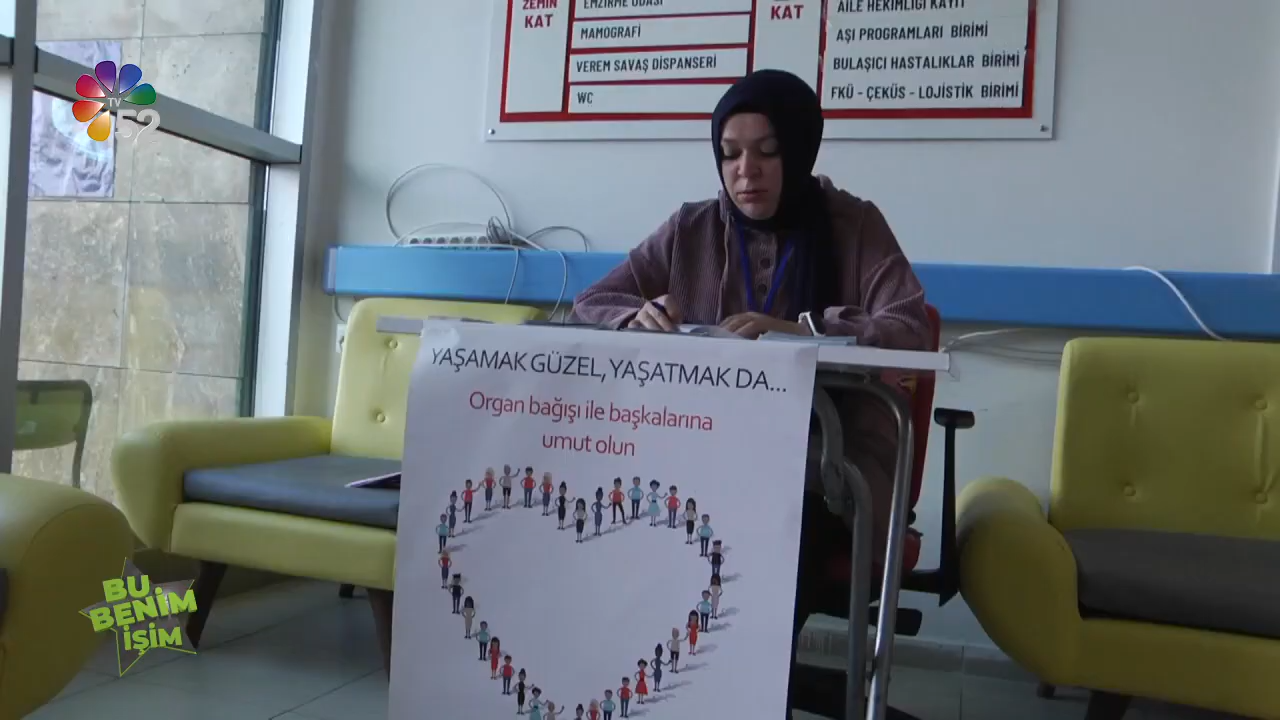 ZEMİN
KAT
EMZİRME ODASI
MAMOGRAFİ
VEREM SAVAŞ DİSPANSERİ
WC
KAT
AİLE HEKİMLİĞİ KAYIT
AŞI PROGRAMLARI BİRİMİ
BULAŞICI HASTALIKLAR BİRİMİ
FKÜ - ÇEKÜS - LOJİSTİK BİRİMİ
TV
52
YAŞAMAK GÜZEL, YAŞATMAK DA...
Organ bağışı ile başkalarına
umut olun
BU
BENİM
İŞİM